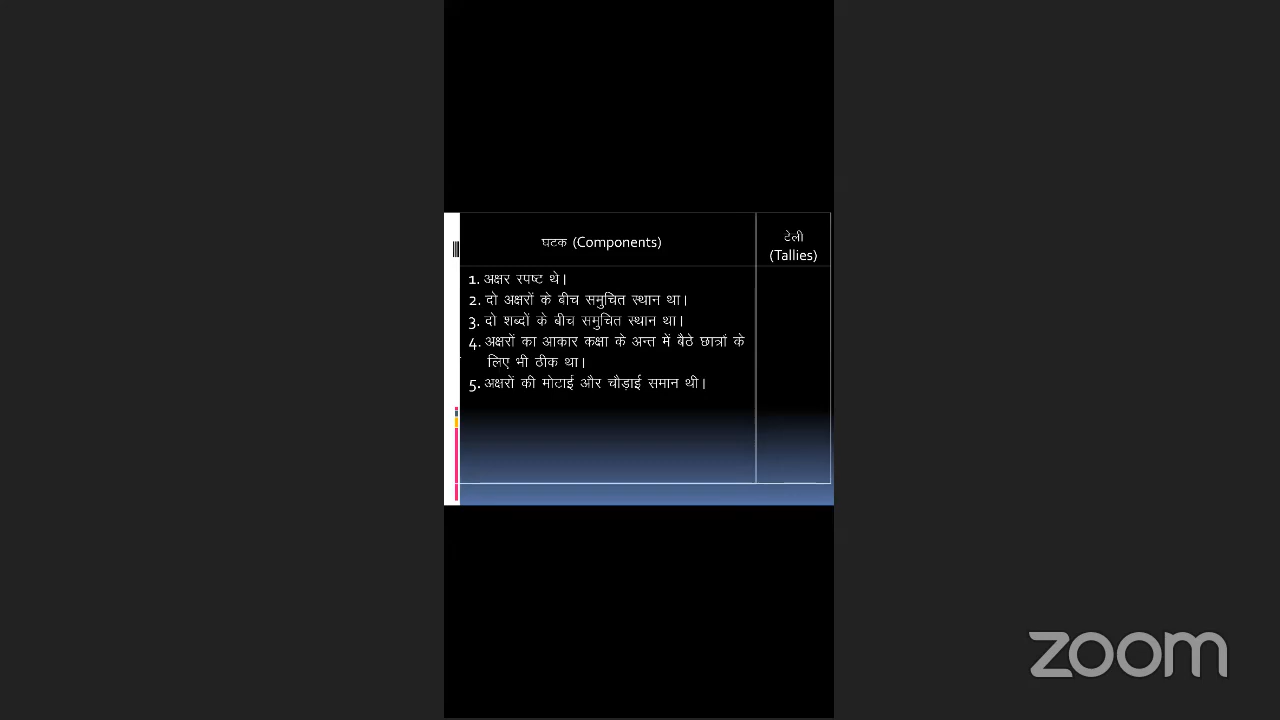 घटक (Components)
टेली
(Tallies)
1. अक्षर रपष्ट थे।
2. दो अक्षरों के बीच समुचित स्थान था।
3. दो शब्दों के बीच समुचित स्थान था।
4. अक्षरों का आकार कक्षा के अन्त में बैठे छात्राें के
लिए भी ठीक था।
5. अक्षरों की मोटाई और चौड़ाई समान थी।
zoom